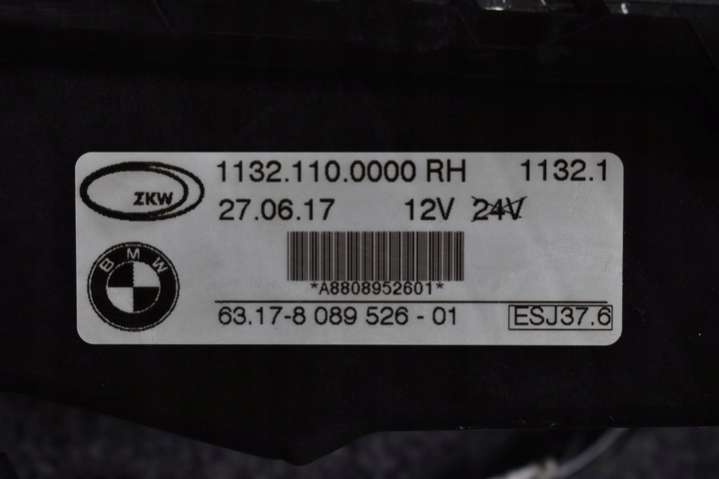 ZKW
1132.110.0000 RH 1132.1
27.06.17 12V 24V
BMW
*A8808952601*
63.17-8 089 526 - 01 ESJ37.6